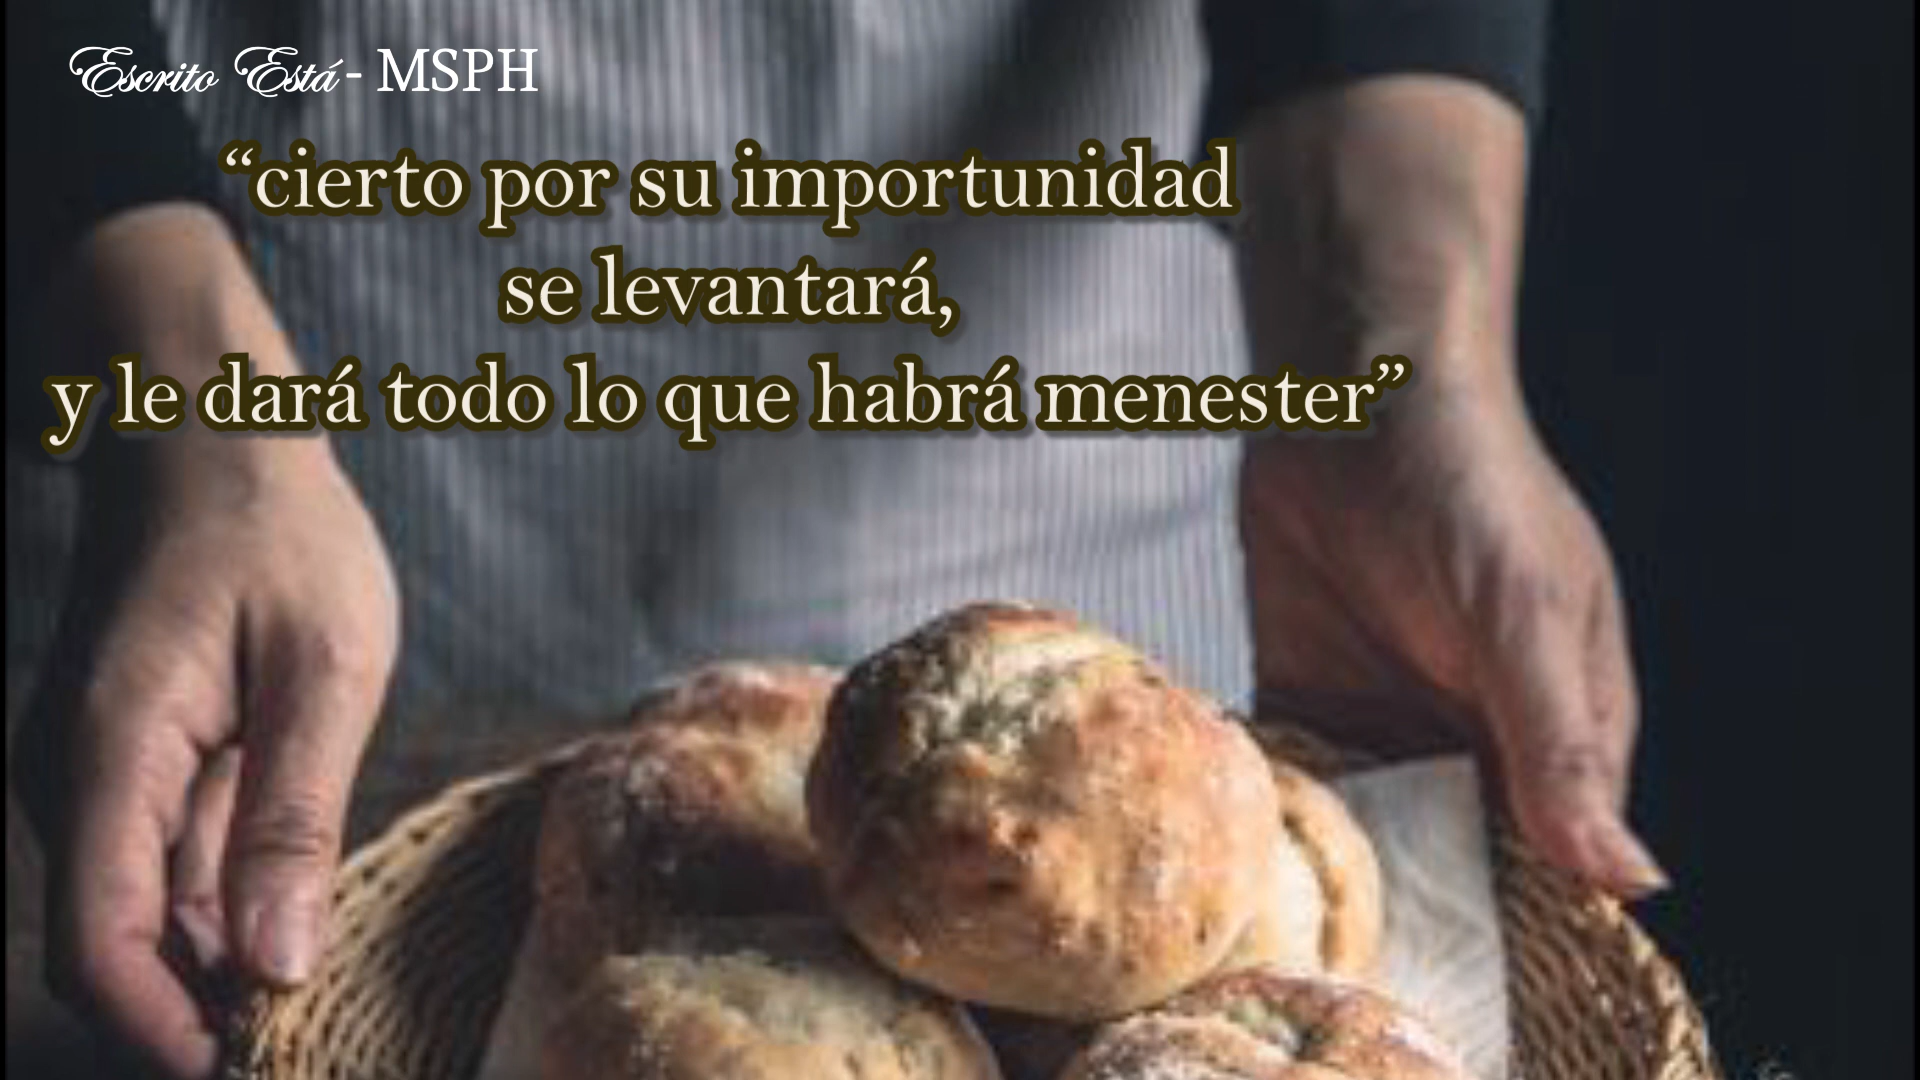 Escrito Está - MSPH
“cierto por su importunidad
se levantará,
y le dará todo lo que habrá menester”